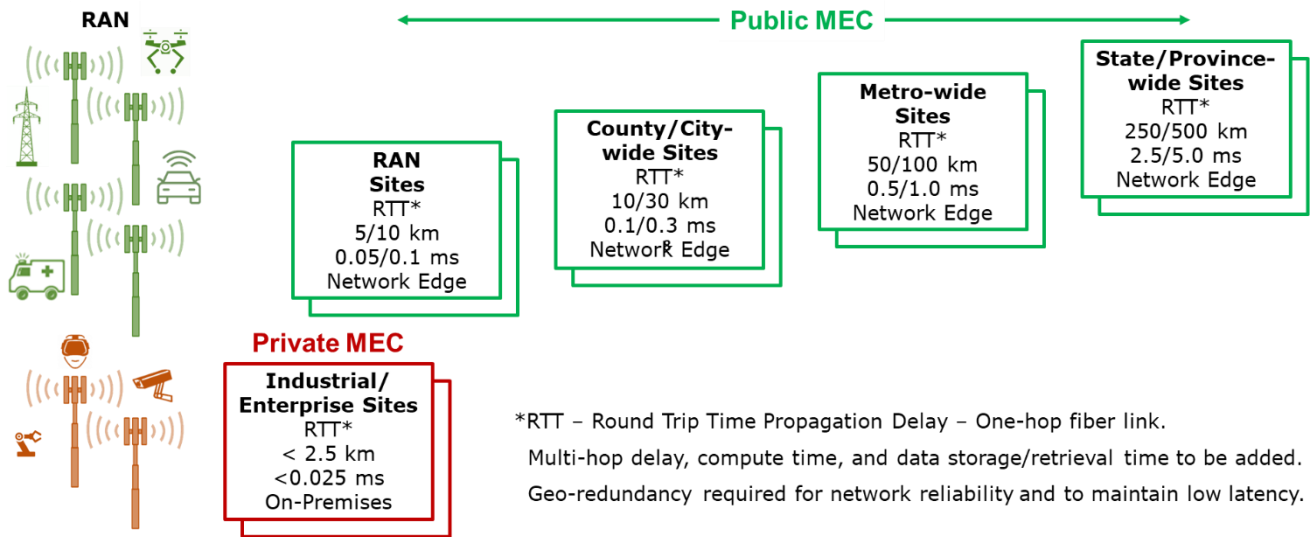 RAN
Public MEC
RAN
Sites
RTT*
5/10 km
0.05/0.1 ms
Network Edge
County/City-
wide Sites
RTT*
10/30 km
0.1/0.3 ms
Network Edge
Metro-wide
Sites
RTT*
50/100 km
0.5/1.0 ms
Network Edge
State/Province-
wide Sites
RTT*
250/500 km
2.5/5.0 ms
Network Edge
Private MEC
Industrial/
Enterprise Sites
RTT*
< 2.5 km
<0.025 ms
On-Premises
*RTT – Round Trip Time Propagation Delay – One-hop fiber link.
Multi-hop delay, compute time, and data storage/retrieval time to be added.
Geo-redundancy required for network reliability and to maintain low latency.